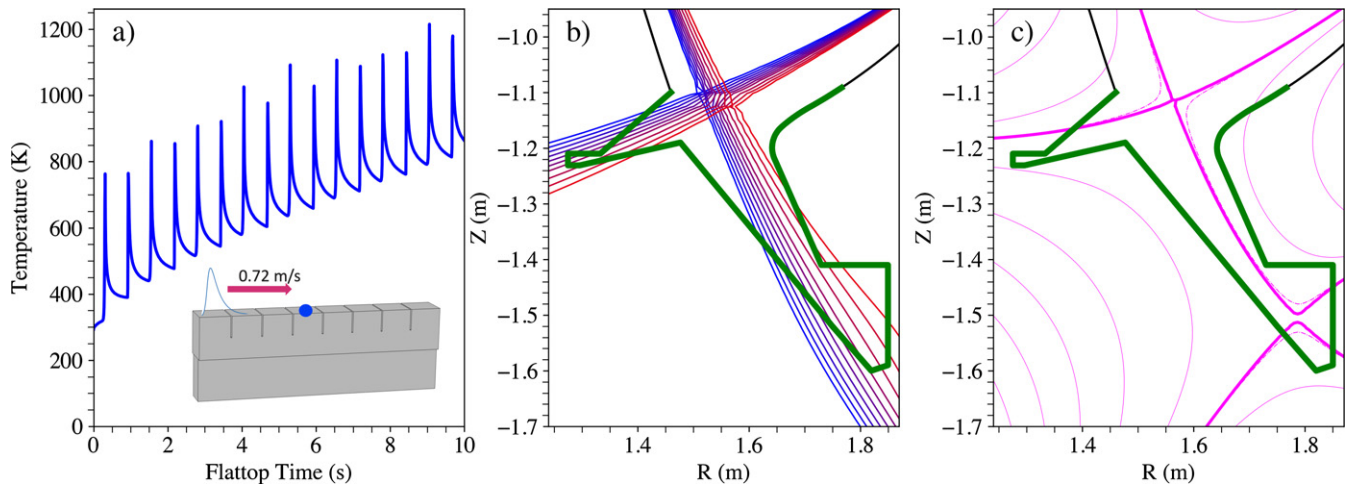 a)
Temperature (K)
1200
1000
800
600
400
200
0
0.72 m/s
0 2 4 6 8 10
Flattop Time (s)
b)
Z (m)
−1.0
−1.1
−1.2
−1.3
−1.4
−1.5
−1.6
−1.7
1.4 1.6 1.8
R (m)
c)
Z (m)
−1.0
−1.1
−1.2
−1.3
−1.4
−1.5
−1.6
−1.7
1.4 1.6 1.8
R (m)